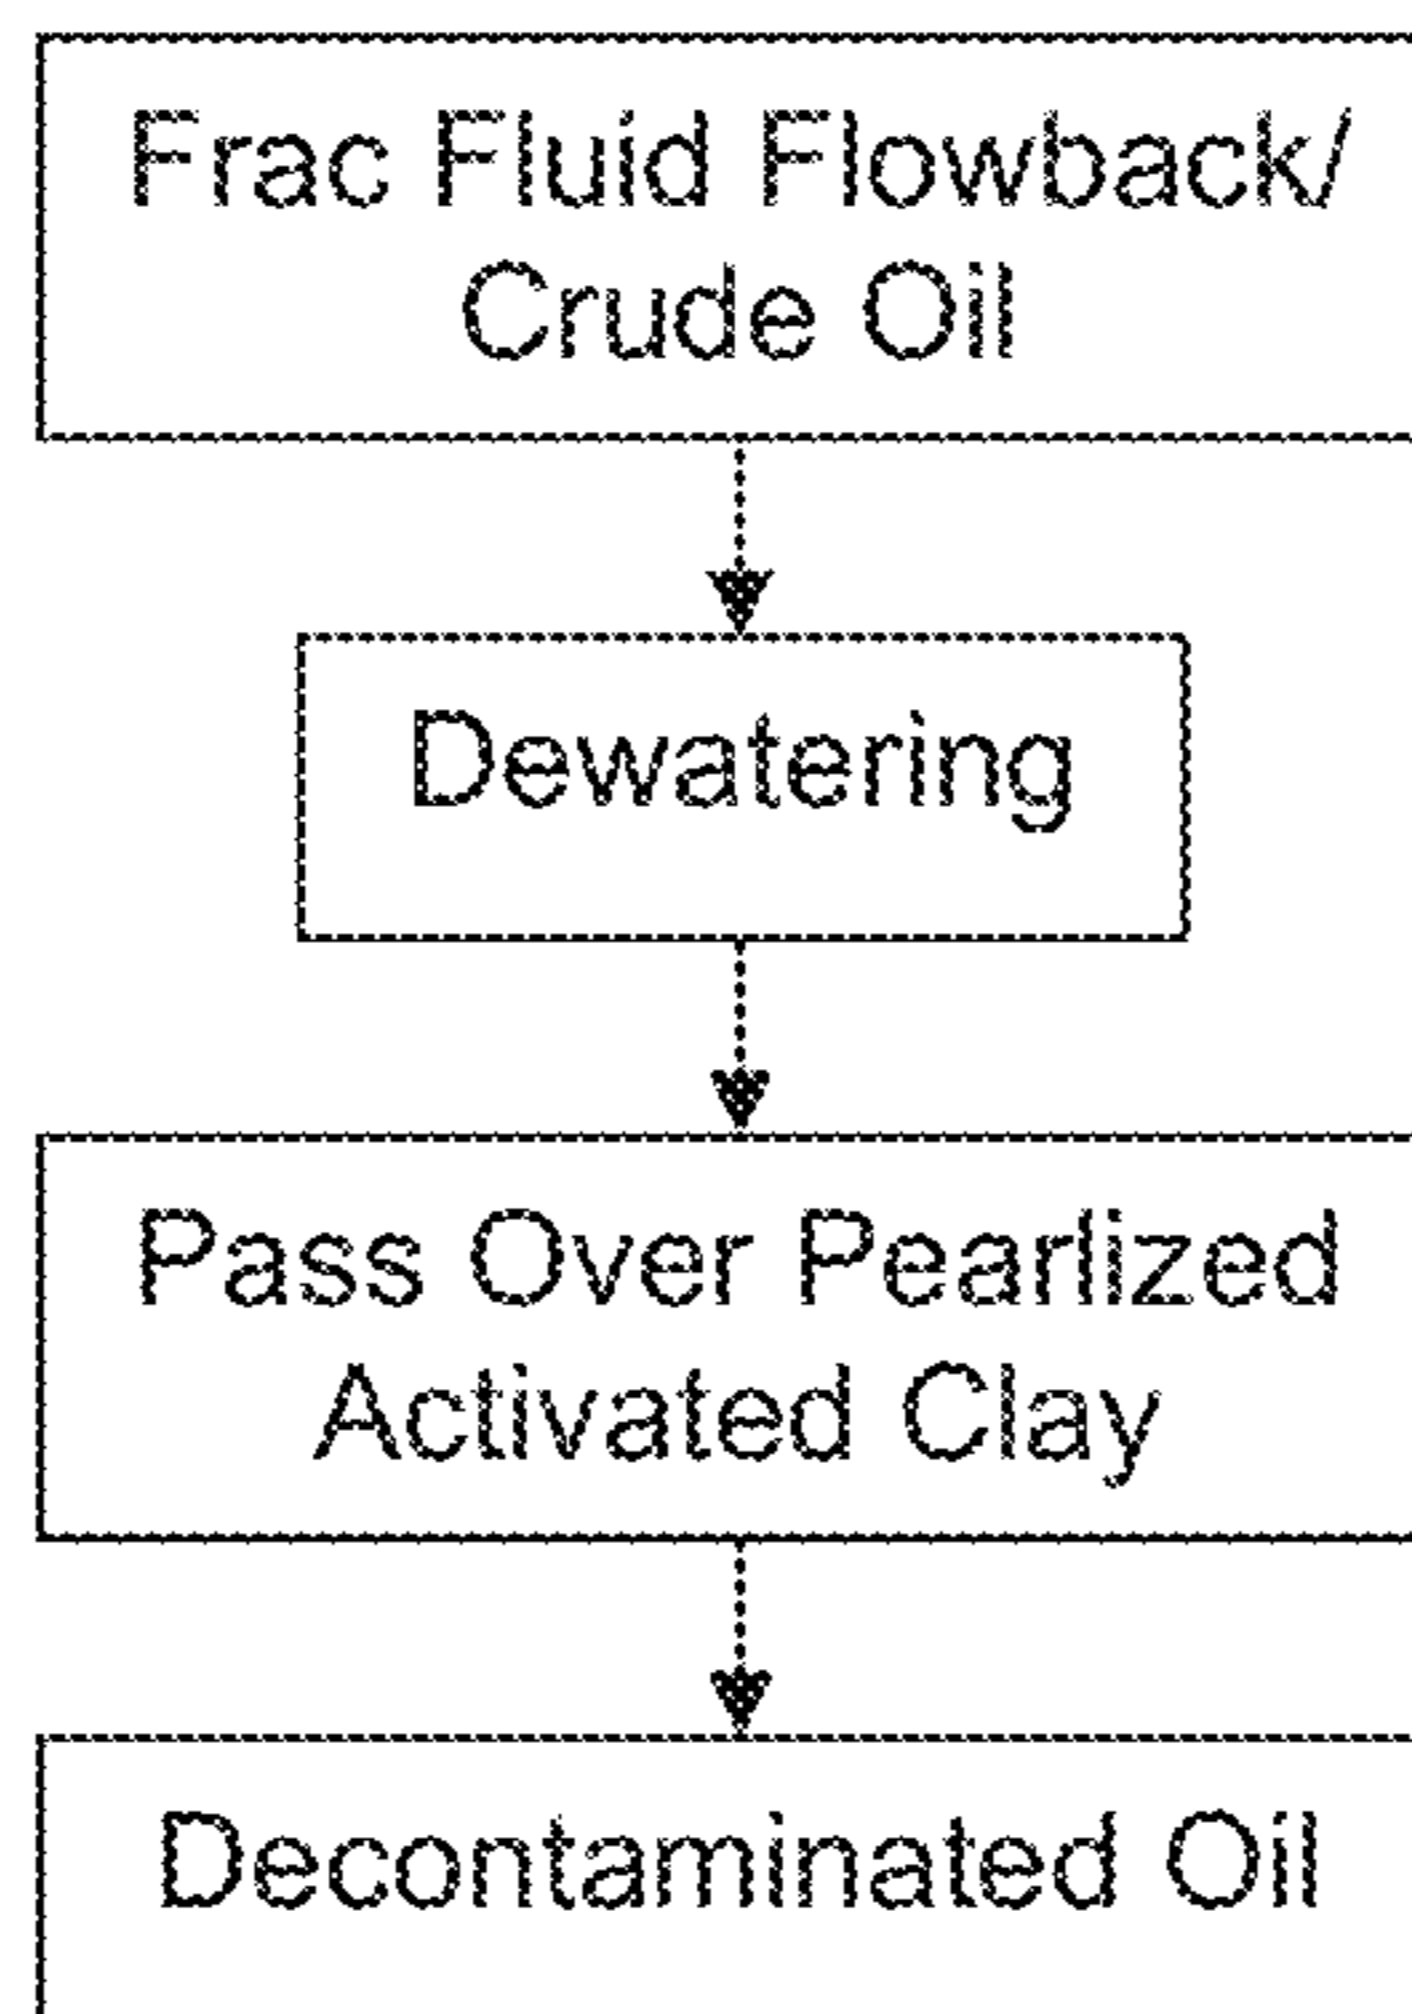 Frac Fluid Flowback/
Crude Oil
Dewatering
Pass Over Pearlized
Activated Clay
Decontaminated Oil